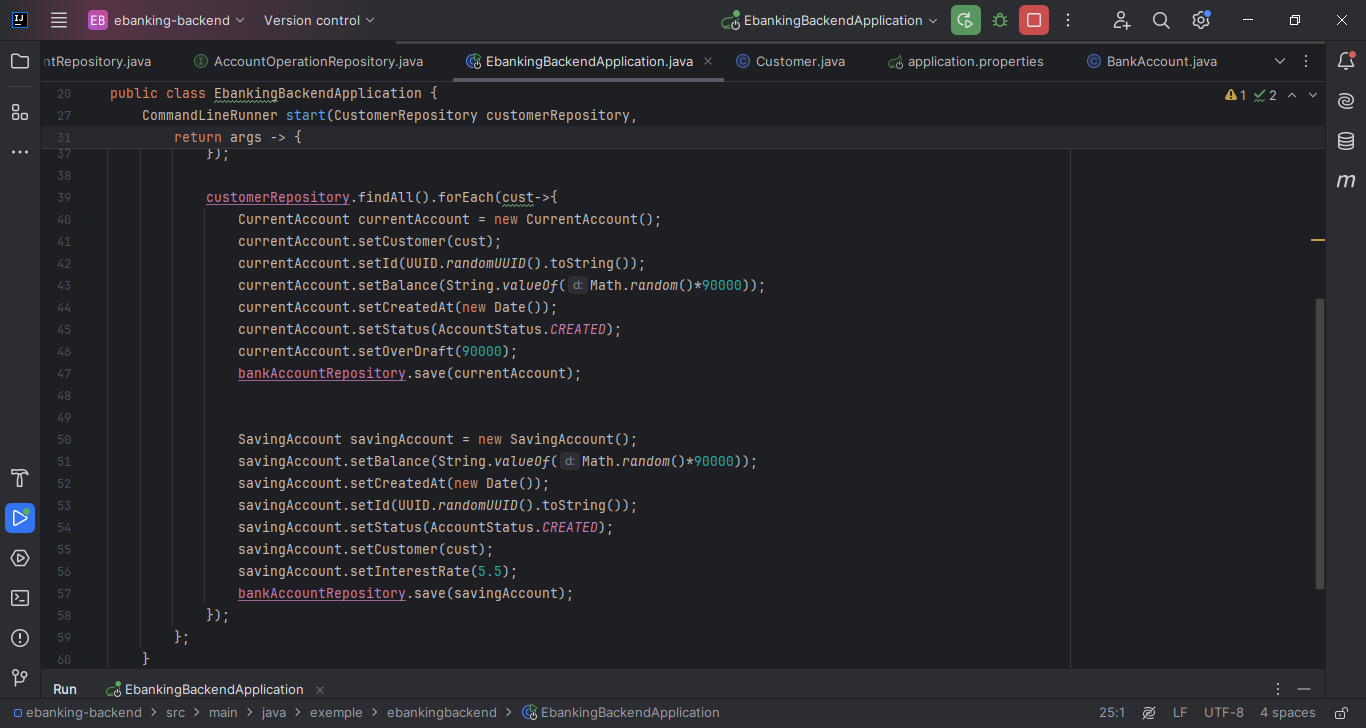 IJ EB ebanking-backend Version control EbankingBackendApplication
ntRepository.java AccountOperationRepository.java EbankingBackendApplication.java Customer.java application.properties BankAccount.java
20 public class EbankingBackendApplication { 1 2
27 CommandLineRunner start(CustomerRepository customerRepository,
31 return args -> {
37 });
38
39 customerRepository.findAll().forEach(cust->{
40 CurrentAccount currentAccount = new CurrentAccount();
41 currentAccount.setCustomer(cust);
42 currentAccount.setId(UUID.randomUUID().toString());
43 currentAccount.setBalance(String.valueOf( d: Math.random()*90000));
44 currentAccount.setCreatedAt(new Date());
45 currentAccount.setStatus(AccountStatus.CREATED);
46 currentAccount.setOverDraft(90000);
47 bankAccountRepository.save(currentAccount);
48
49
50 SavingAccount savingAccount = new SavingAccount();
51 savingAccount.setBalance(String.valueOf( d: Math.random()*90000));
52 savingAccount.setCreatedAt(new Date());
53 savingAccount.setId(UUID.randomUUID().toString());
54 savingAccount.setStatus(AccountStatus.CREATED);
55 savingAccount.setCustomer(cust);
56 savingAccount.setInterestRate(5.5);
57 bankAccountRepository.save(savingAccount);
58 });
59 };
60 }
Run EbankingBackendApplication
ebanking-backend > src > main > java > exemple > ebankingbackend > EbankingBackendApplication 25:1 LF UTF-8 4 spaces